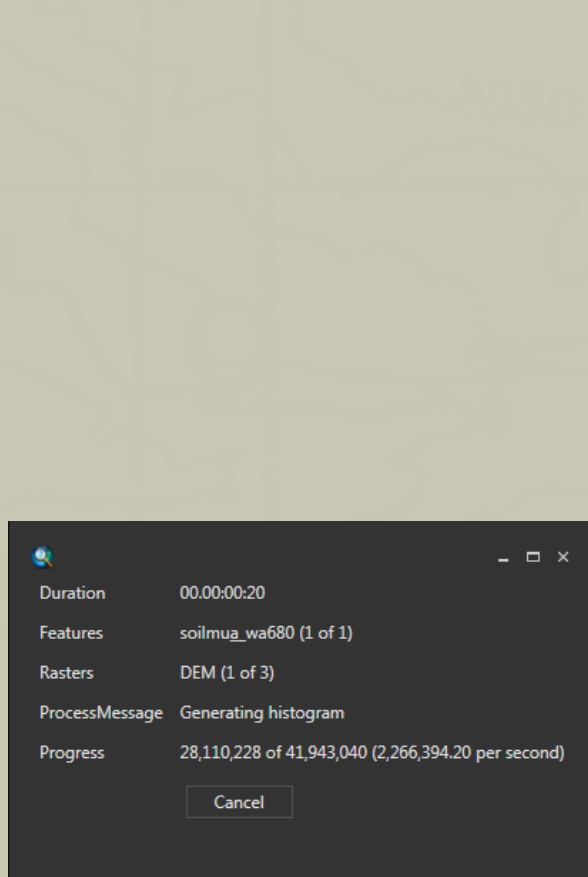 Duration 00.00:00:20
Features soilmua_wa680 (1 of 1)
Rasters DEM (1 of 3)
ProcessMessage Generating histogram
Progress 28,110,228 of 41,943,040 (2,266,394.20 per second)
Cancel